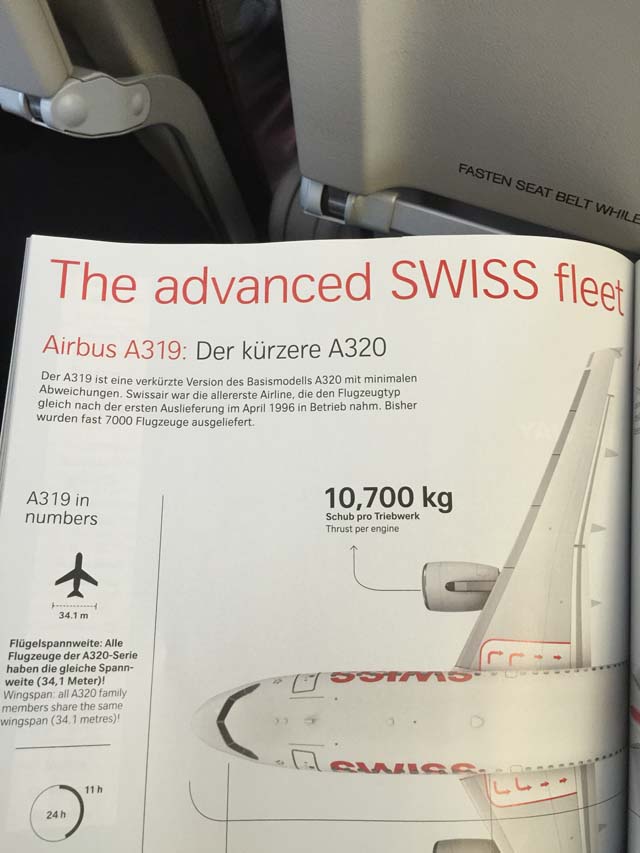 FASTEN SEAT BELT WHILE
The advanced SWISS fleet
Airbus A319: Der kürzere A320
Der A319 ist eine verkürzte Version des Basismodells A320 mit minimalen
Abweichungen. Swissair war die allererste Airline, die den Flugzeugtyp
gleich nach der ersten Auslieferung im April 1996 in Betrieb nahm. Bisher
wurden fast 7000 Flugzeuge ausgeliefert.
A319 in
numbers
34.1 m
Flügelspannweite: Alle
Flugzeuge der A320-Serie
haben die gleiche Spann-
weite (34,1 Meter)!
Wingspan: all A320 family
members share the same
wingspan (34.1 metres)!
11 h
24 h
10,700 kg
Schub pro Triebwerk
Thrust per engine
SWISS
SWISS